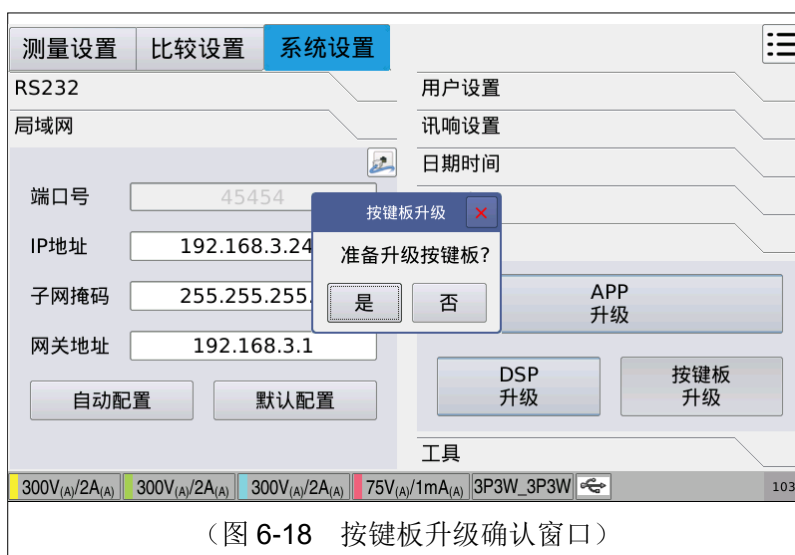 测量设置 比较设置 系统设置
RS232
用户设置
局域网
讯响设置
日期时间
端口号 45454
按键板升级
IP地址 192.168.3.24
准备升级按键板?
子网掩码 255.255.255.
是 否
APP
升级
网关地址 192.168.3.1
DSP
升级
按键板
升级
自动配置 默认配置
工具
300V(A)/2A(A) 300V(A)/2A(A) 300V(A)/2A(A) 75V(A)/1mA(A) 3P3W_3P3W 103
（图 6-18 按键板升级确认窗口）